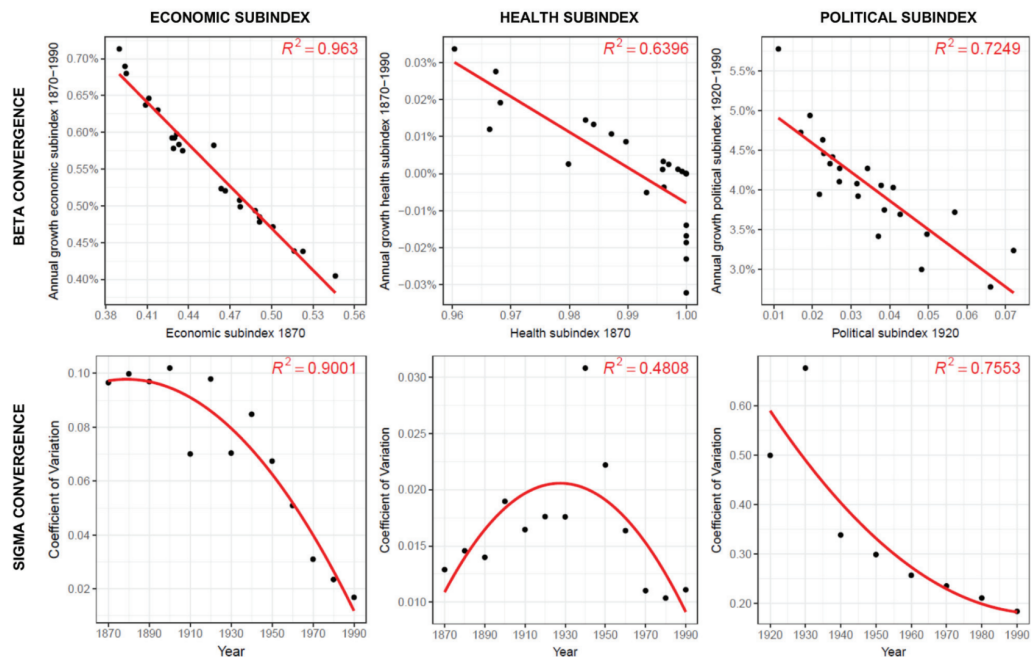 ECONOMIC SUBINDEX
HEALTH SUBINDEX
POLITICAL SUBINDEX
BETA CONVERGENCE
Annual growth economic subindex 1870−1990
0.70%
0.65%
0.60%
0.55%
0.50%
0.45%
0.40%
R² = 0.963
0.38 0.41 0.44 0.47 0.50 0.53 0.56
Economic subindex 1870
Annual growth health subindex 1870−1990
0.03%
0.02%
0.01%
0.00%
−0.01%
−0.02%
−0.03%
R² = 0.6396
0.96 0.97 0.98 0.99 1.00
Health subindex 1870
Annual growth political subindex 1920−1990
5.5%
5.0%
4.5%
4.0%
3.5%
3.0%
R² = 0.7249
0.01 0.02 0.03 0.04 0.05 0.06 0.07
Political subindex 1920
SIGMA CONVERGENCE
Coefficient of Variation
0.10
0.08
0.06
0.04
0.02
R² = 0.9001
1870 1890 1910 1930 1950 1970 1990
Year
Coefficient of Variation
0.030
0.025
0.020
0.015
0.010
R² = 0.4808
1870 1890 1910 1930 1950 1970 1990
Year
Coefficient of Variation
0.60
0.50
0.40
0.30
0.20
R² = 0.7553
1920 1930 1940 1950 1960 1970 1980 1990
Year